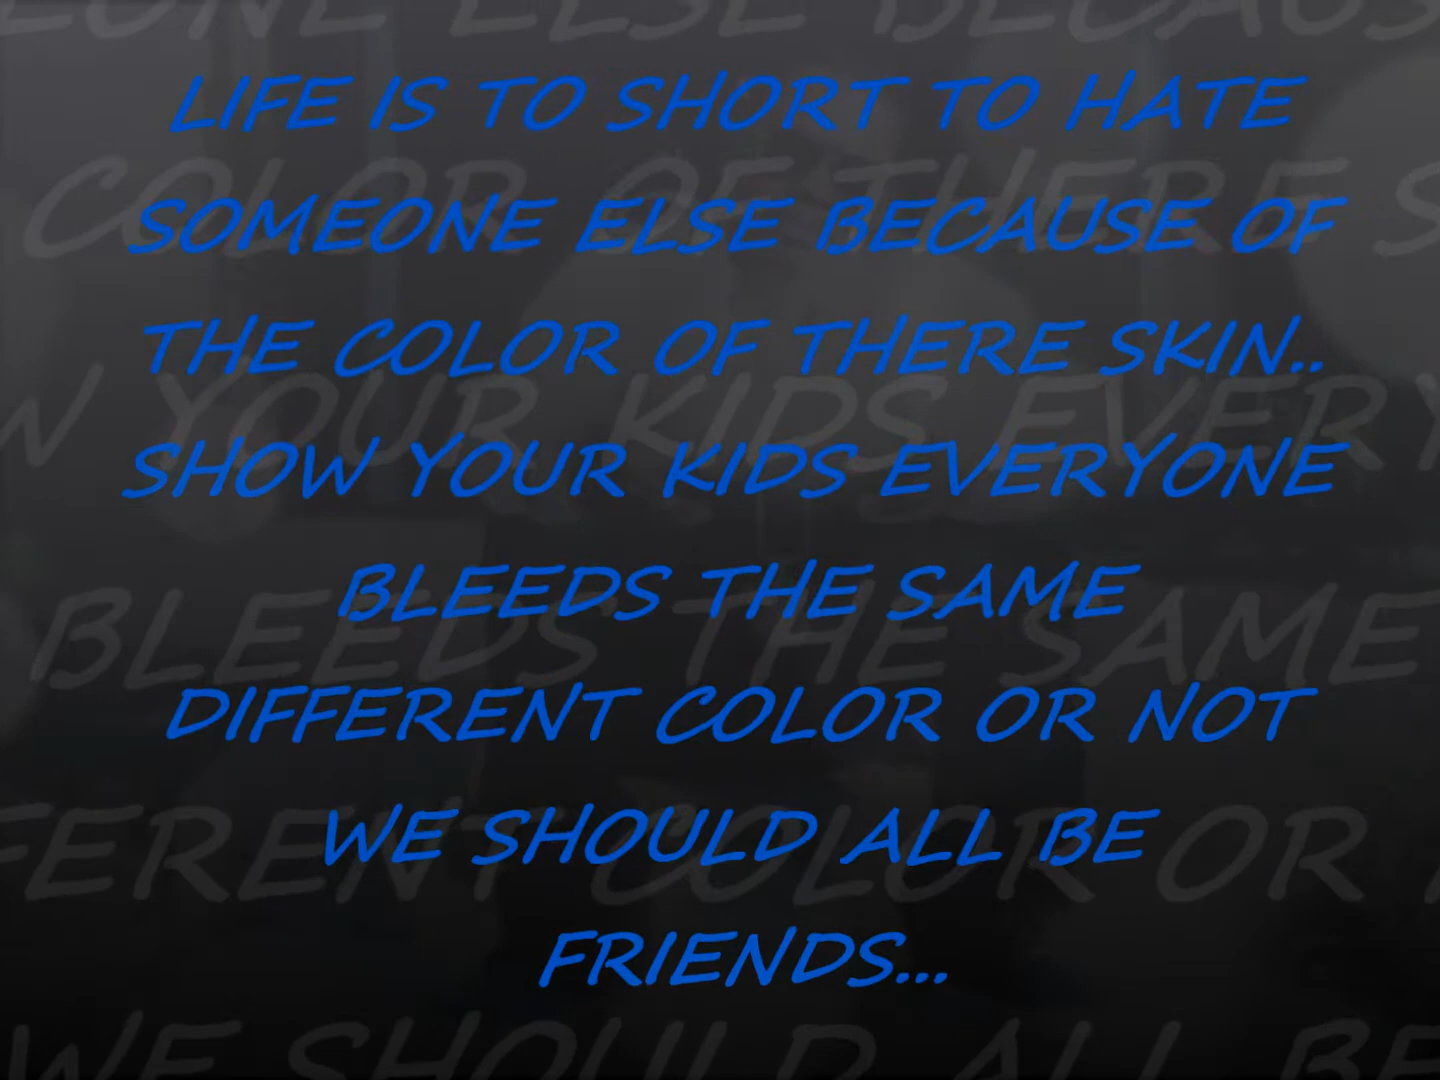 LIFE IS TO SHORT TO HATE
SOMEONE ELSE BECAUSE OF
THE COLOR OF THERE SKIN..
SHOW YOUR KIDS EVERYONE
BLEEDS THE SAME
DIFFERENT COLOR OR NOT
WE SHOULD ALL BE
FRIENDS...